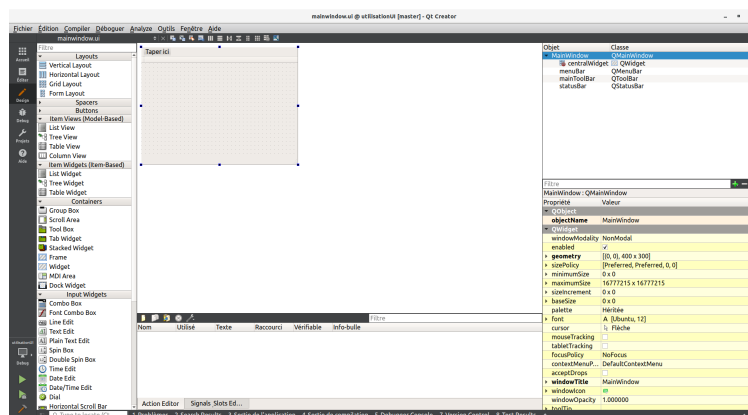 mainwindow.ui @ utilisationUI [master] - Qt Creator
Fichier Édition Compiler Déboguer Analyze Outils Fenêtre Aide
mainwindow.ui
Filtre
Layouts
Vertical Layout
Horizontal Layout
Grid Layout
Form Layout
Spacers
Buttons
Item Views (Model-Based)
List View
Tree View
Table View
Column View
Item Widgets (Item-Based)
List Widget
Tree Widget
Table Widget
Containers
Group Box
Scroll Area
Tool Box
Tab Widget
Stacked Widget
Frame
Widget
MDI Area
Dock Widget
Input Widgets
Combo Box
Font Combo Box
Line Edit
Text Edit
Plain Text Edit
Spin Box
Double Spin Box
Time Edit
Date Edit
Date/Time Edit
Dial
Horizontal Scroll Bar
Accueil
Éditer
Design
Debug
Projets
Aide
utilisationUI
Debug
Taper ici
Filtre
Nom Utilisé Texte Raccourci Vérifiable Info-bulle
Action Editor Signals_Slots Ed...
Objet Classe
MainWindow QMainWindow
centralWidget QWidget
menuBar QMenuBar
mainToolBar QToolBar
statusBar QStatusBar
Filtre
MainWindow : QMainWindow
Propriété Valeur
QObject
objectName MainWindow
QWidget
windowModality NonModal
enabled
geometry [(0, 0), 400 x 300]
sizePolicy [Preferred, Preferred, 0, 0]
minimumSize 0 x 0
maximumSize 16777215 x 16777215
sizeIncrement 0 x 0
baseSize 0 x 0
palette Héritée
font A [Ubuntu, 12]
cursor Flèche
mouseTracking
tabletTracking
focusPolicy NoFocus
contextMenuP... DefaultContextMenu
acceptDrops
windowTitle MainWindow
windowIcon
windowOpacity 1.000000
toolTip